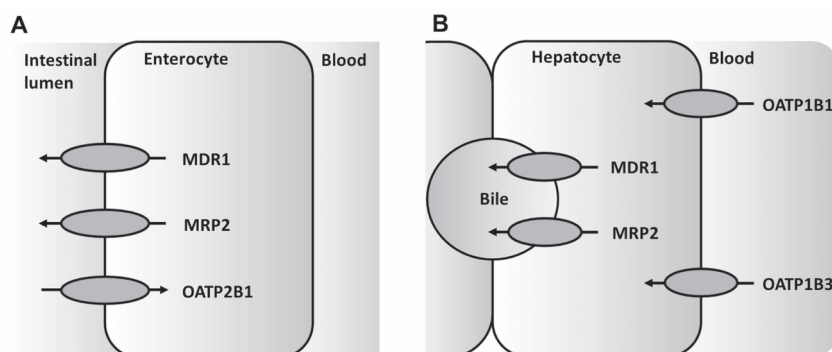 A
Intestinal
lumen
Enterocyte
Blood
MDR1
MRP2
OATP2B1
B
Hepatocyte
Blood
OATP1B1
MDR1
Bile
MRP2
OATP1B3